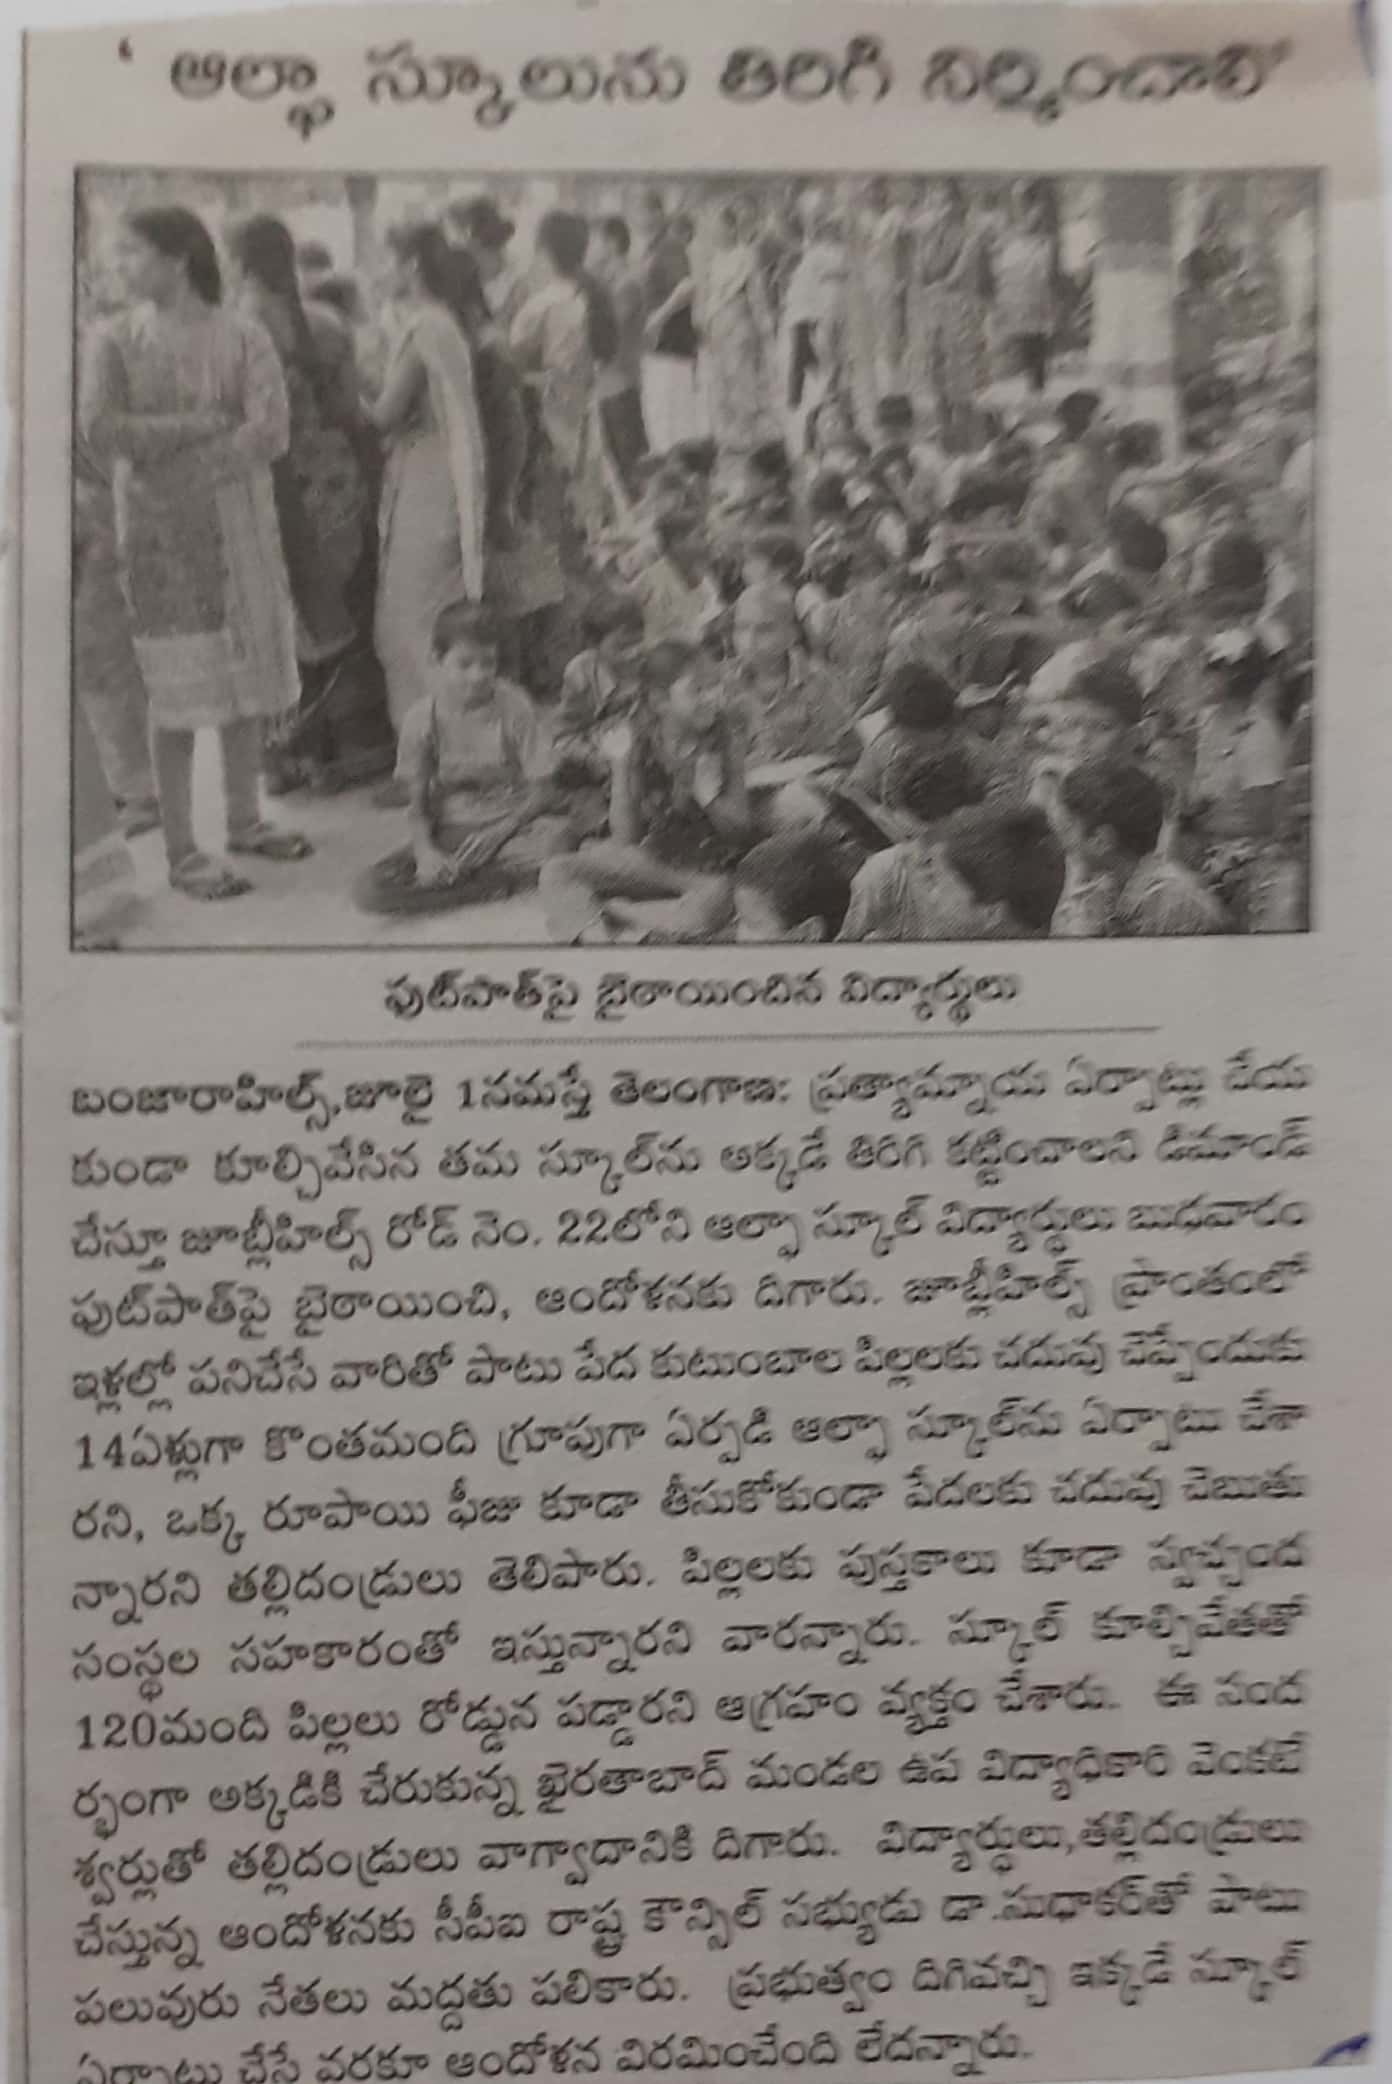 ' ఆల్ఫా స్కూలును తిరిగి నిర్మించాలి
ఫుట్‌పాత్‌పై బైఠాయించిన విద్యార్థులు
బంజారాహిల్స్,జూలై 1నమస్తే తెలంగాణ: ప్రత్యామ్నాయ ఏర్పాట్లు చేయ
కుండా కూల్చివేసిన తమ స్కూల్‌ను అక్కడే తిరిగి కట్టించాలని డిమాండ్
చేస్తూ జూబ్లీహిల్స్ రోడ్ నెం. 22లోని ఆల్ఫా స్కూల్ విద్యార్థులు బుధవారం
ఫుట్‌పాత్‌పై బైఠాయించి, ఆందోళనకు దిగారు. జూబ్లీహిల్స్ ప్రాంతంలో
ఇళ్లల్లో పనిచేసే వారితో పాటు పేద కుటుంబాల పిల్లలకు చదువు చెప్పేందుకు
14ఏళ్లుగా కొంతమంది గ్రూపుగా ఏర్పడి ఆల్ఫా స్కూల్‌ను ఏర్పాటు చేశా
రని, ఒక్క రూపాయి ఫీజు కూడా తీసుకోకుండా పేదలకు చదువు చెబుతు
న్నారని తల్లిదండ్రులు తెలిపారు. పిల్లలకు పుస్తకాలు కూడా స్వచ్ఛంద
సంస్థల సహకారంతో ఇస్తున్నారని వారన్నారు. స్కూల్ కూల్చివేతతో
120మంది పిల్లలు రోడ్డున పడ్డారని ఆగ్రహం వ్యక్తం చేశారు. ఈ సంద
ర్భంగా అక్కడికి చేరుకున్న ఖైరతాబాద్ మండల ఉప విద్యాధికారి వెంకటే
శ్వర్లుతో తల్లిదండ్రులు వాగ్వాదానికి దిగారు. విద్యార్థులు,తల్లిదండ్రులు
చేస్తున్న ఆందోళనకు సీపీఐ రాష్ట్ర కౌన్సిల్ సభ్యుడు డా.సుధాకర్‌తో పాటు
పలువురు నేతలు మద్దతు పలికారు. ప్రభుత్వం దిగివచ్చి ఇక్కడే స్కూల్
ఏర్పాటు చేసే వరకూ ఆందోళన విరమించేంది లేదన్నారు.